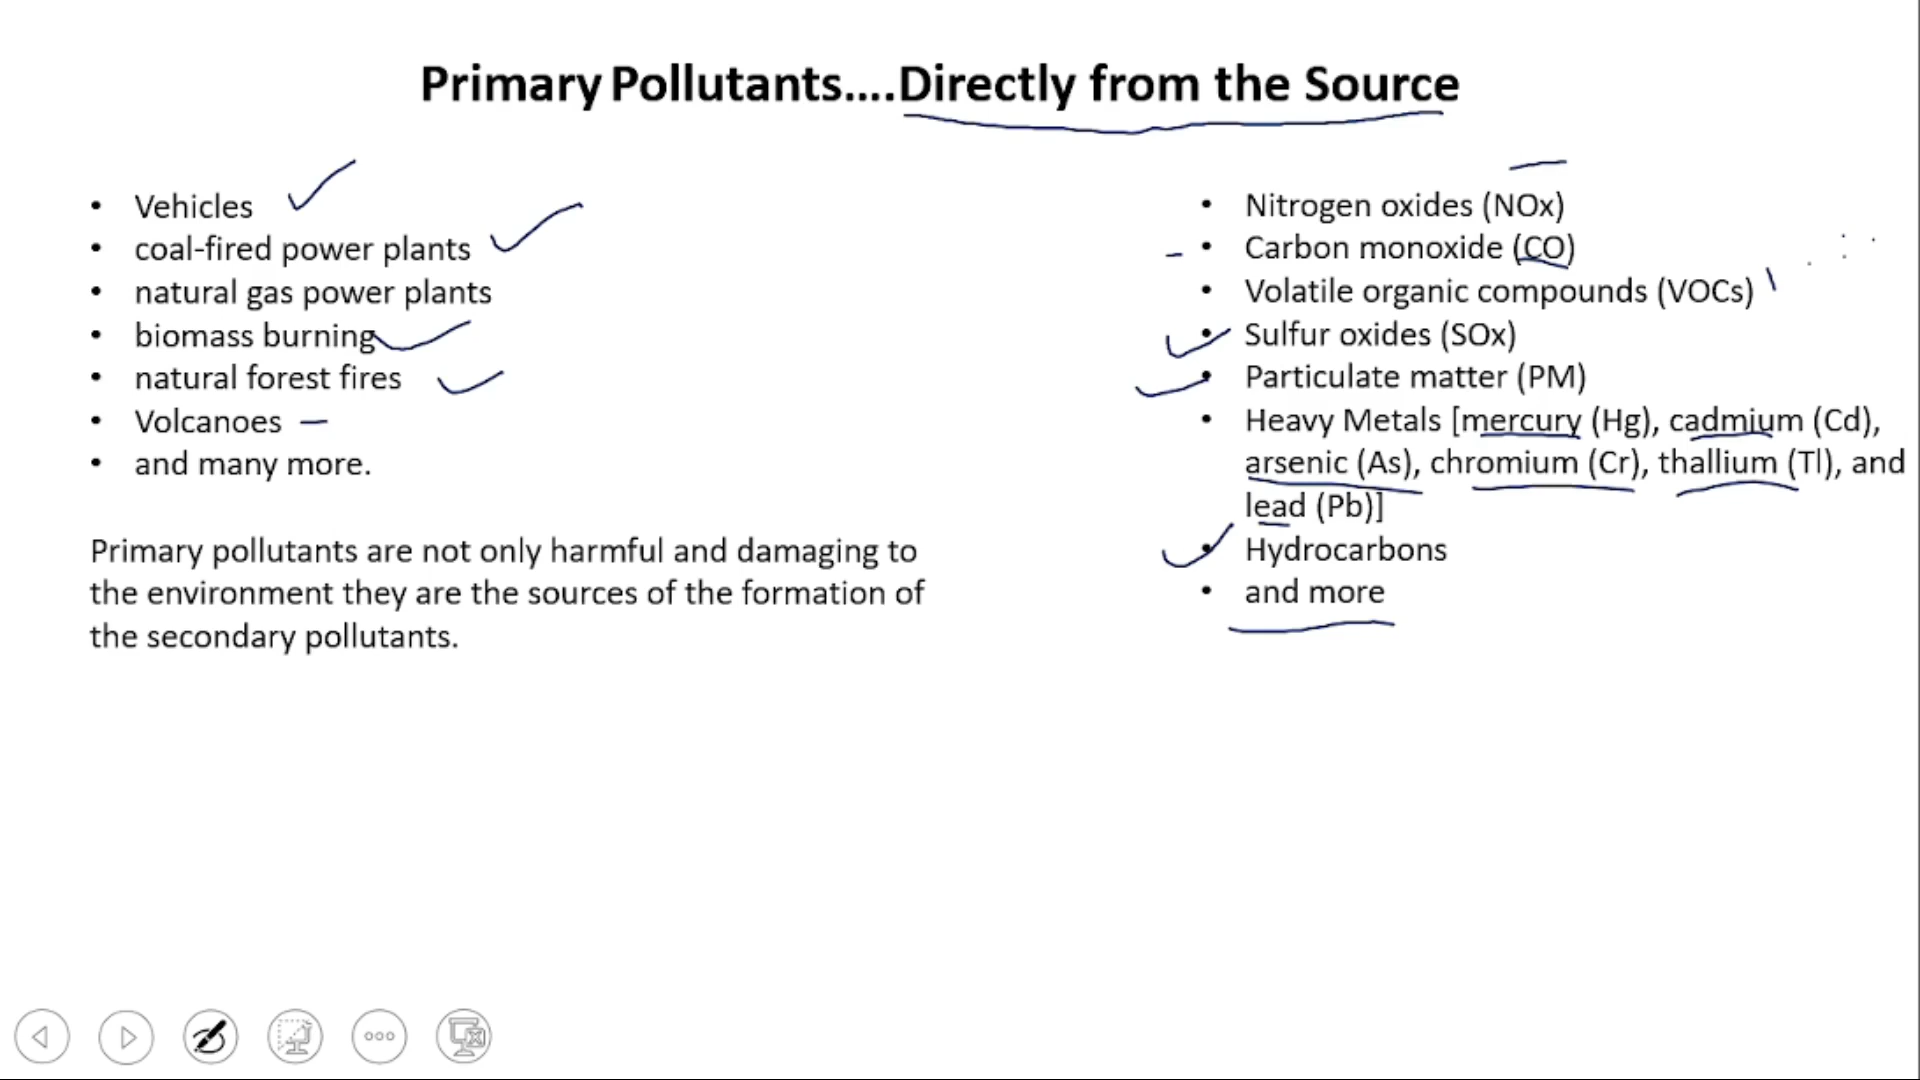 Primary Pollutants....Directly from the Source
• Vehicles
• coal-fired power plants
• natural gas power plants
• biomass burning
• natural forest fires
• Volcanoes
• and many more.
Primary pollutants are not only harmful and damaging to
the environment they are the sources of the formation of
the secondary pollutants.
• Nitrogen oxides (NOx)
• Carbon monoxide (CO)
• Volatile organic compounds (VOCs)
• Sulfur oxides (SOx)
• Particulate matter (PM)
• Heavy Metals [mercury (Hg), cadmium (Cd),
arsenic (As), chromium (Cr), thallium (Tl), and
lead (Pb)]
• Hydrocarbons
• and more